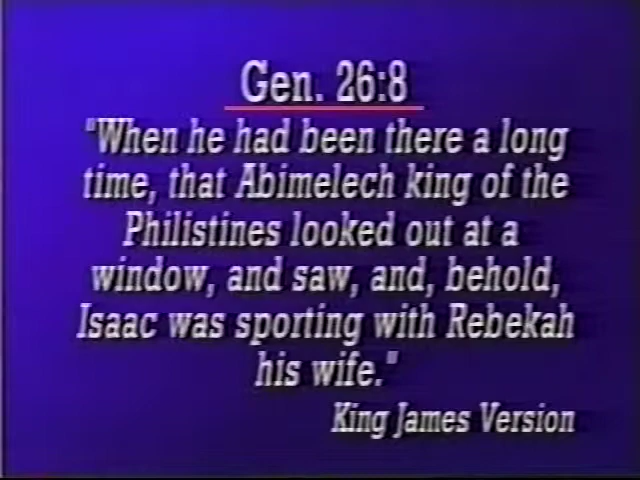 Gen. 26:8
"When he had been there a long
time, that Abimelech king of the
Philistines looked out at a
window, and saw, and, behold,
Isaac was sporting with Rebekah
his wife."
King James Version